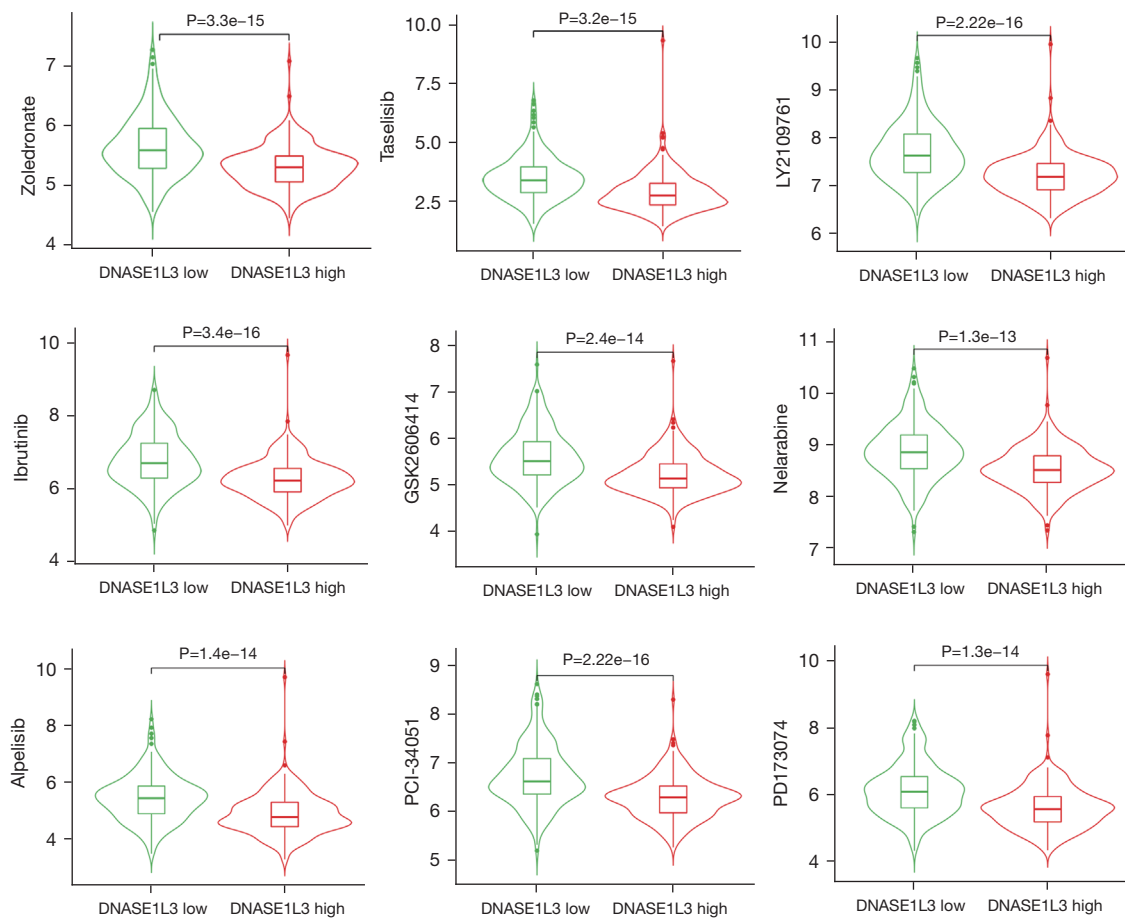 P=3.3e−15
7
6
5
4
Zoledronate
DNASE1L3 low
DNASE1L3 high
P=3.2e−15
10.0
7.5
5.0
2.5
Taselisib
DNASE1L3 low
DNASE1L3 high
P=2.22e−16
10
9
8
7
6
LY2109761
DNASE1L3 low
DNASE1L3 high
P=3.4e−16
10
8
6
4
Ibrutinib
DNASE1L3 low
DNASE1L3 high
P=2.4e−14
8
7
6
5
4
GSK2606414
DNASE1L3 low
DNASE1L3 high
P=1.3e−13
11
10
9
8
7
Nelarabine
DNASE1L3 low
DNASE1L3 high
P=1.4e−14
10
8
6
4
Alpelisib
DNASE1L3 low
DNASE1L3 high
P=2.22e−16
9
8
7
6
5
PCI-34051
DNASE1L3 low
DNASE1L3 high
P=1.3e−14
10
8
6
4
PD173074
DNASE1L3 low
DNASE1L3 high